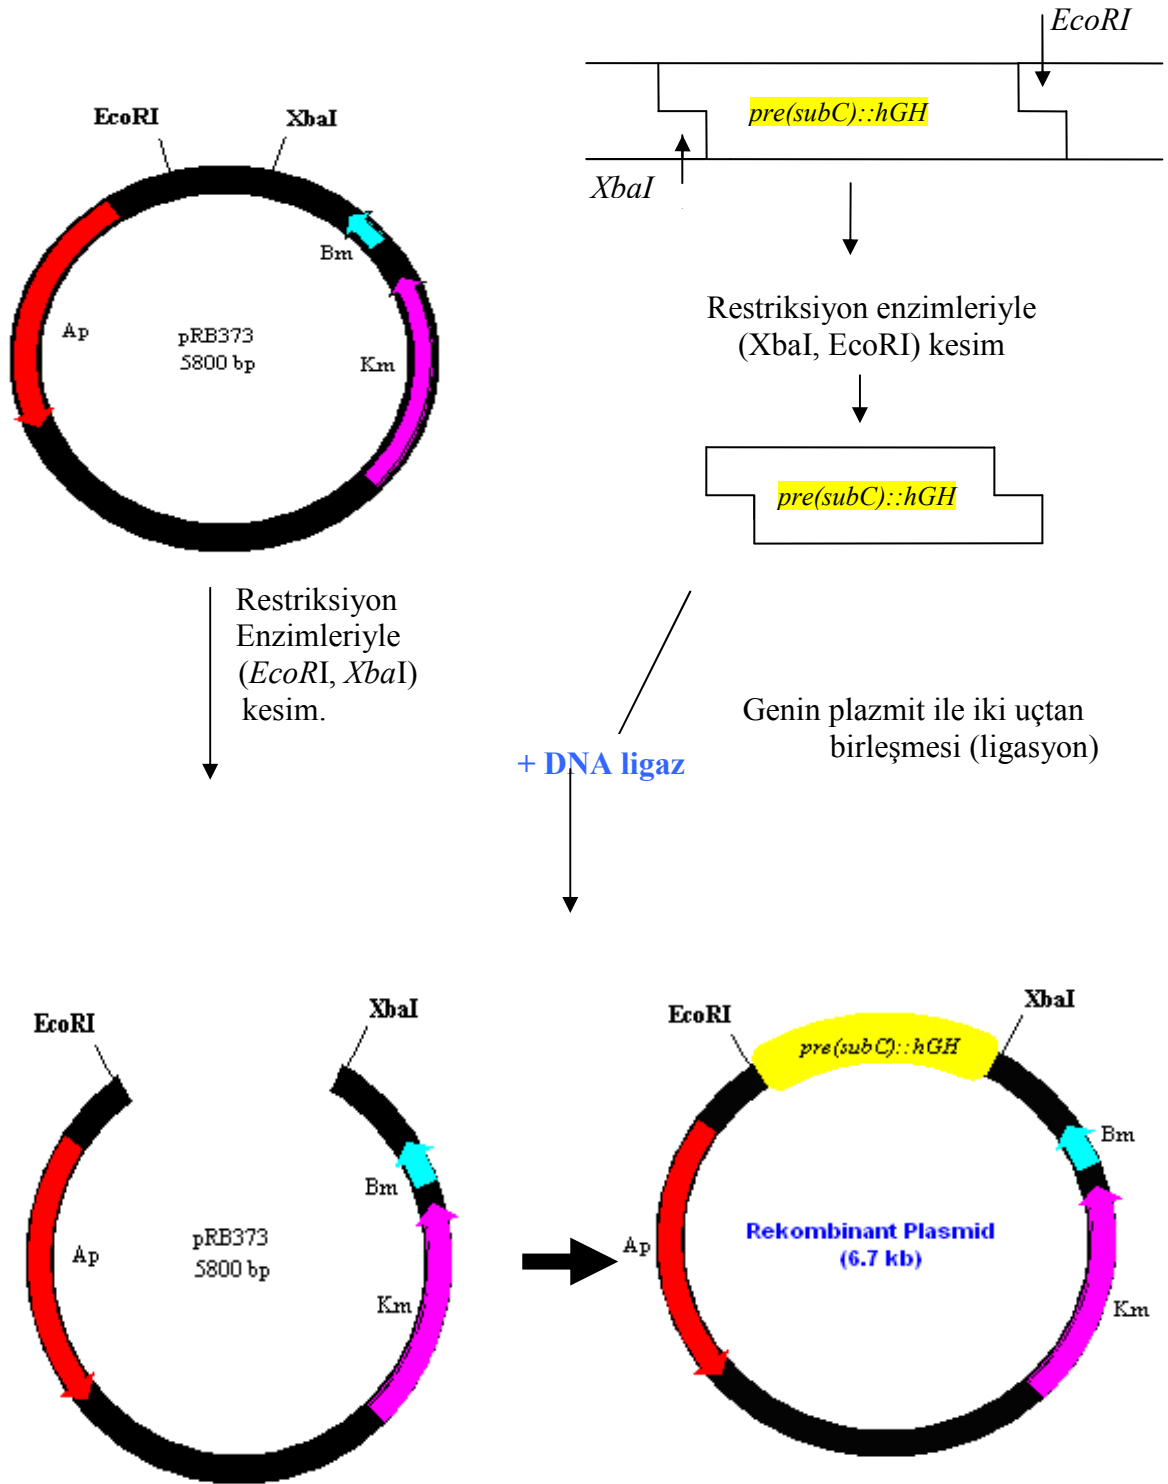 EcoRI
XbaI
Bm
Ap
pRB373
5800 bp
Km
EcoRI
pre(subC)::hGH
XbaI
Restriksiyon enzimleriyle
(XbaI, EcoRI) kesim
pre(subC)::hGH
Restriksiyon
Enzimleriyle
(EcoRI, XbaI)
kesim.
Genin plazmit ile iki uçtan
birleşmesi (ligasyon)
+ DNA ligaz
EcoRI
XbaI
Bm
Ap
pRB373
5800 bp
Km
EcoRI
XbaI
pre(subC)::hGH
Bm
Ap
Rekombinant Plasmid
(6.7 kb)
Km